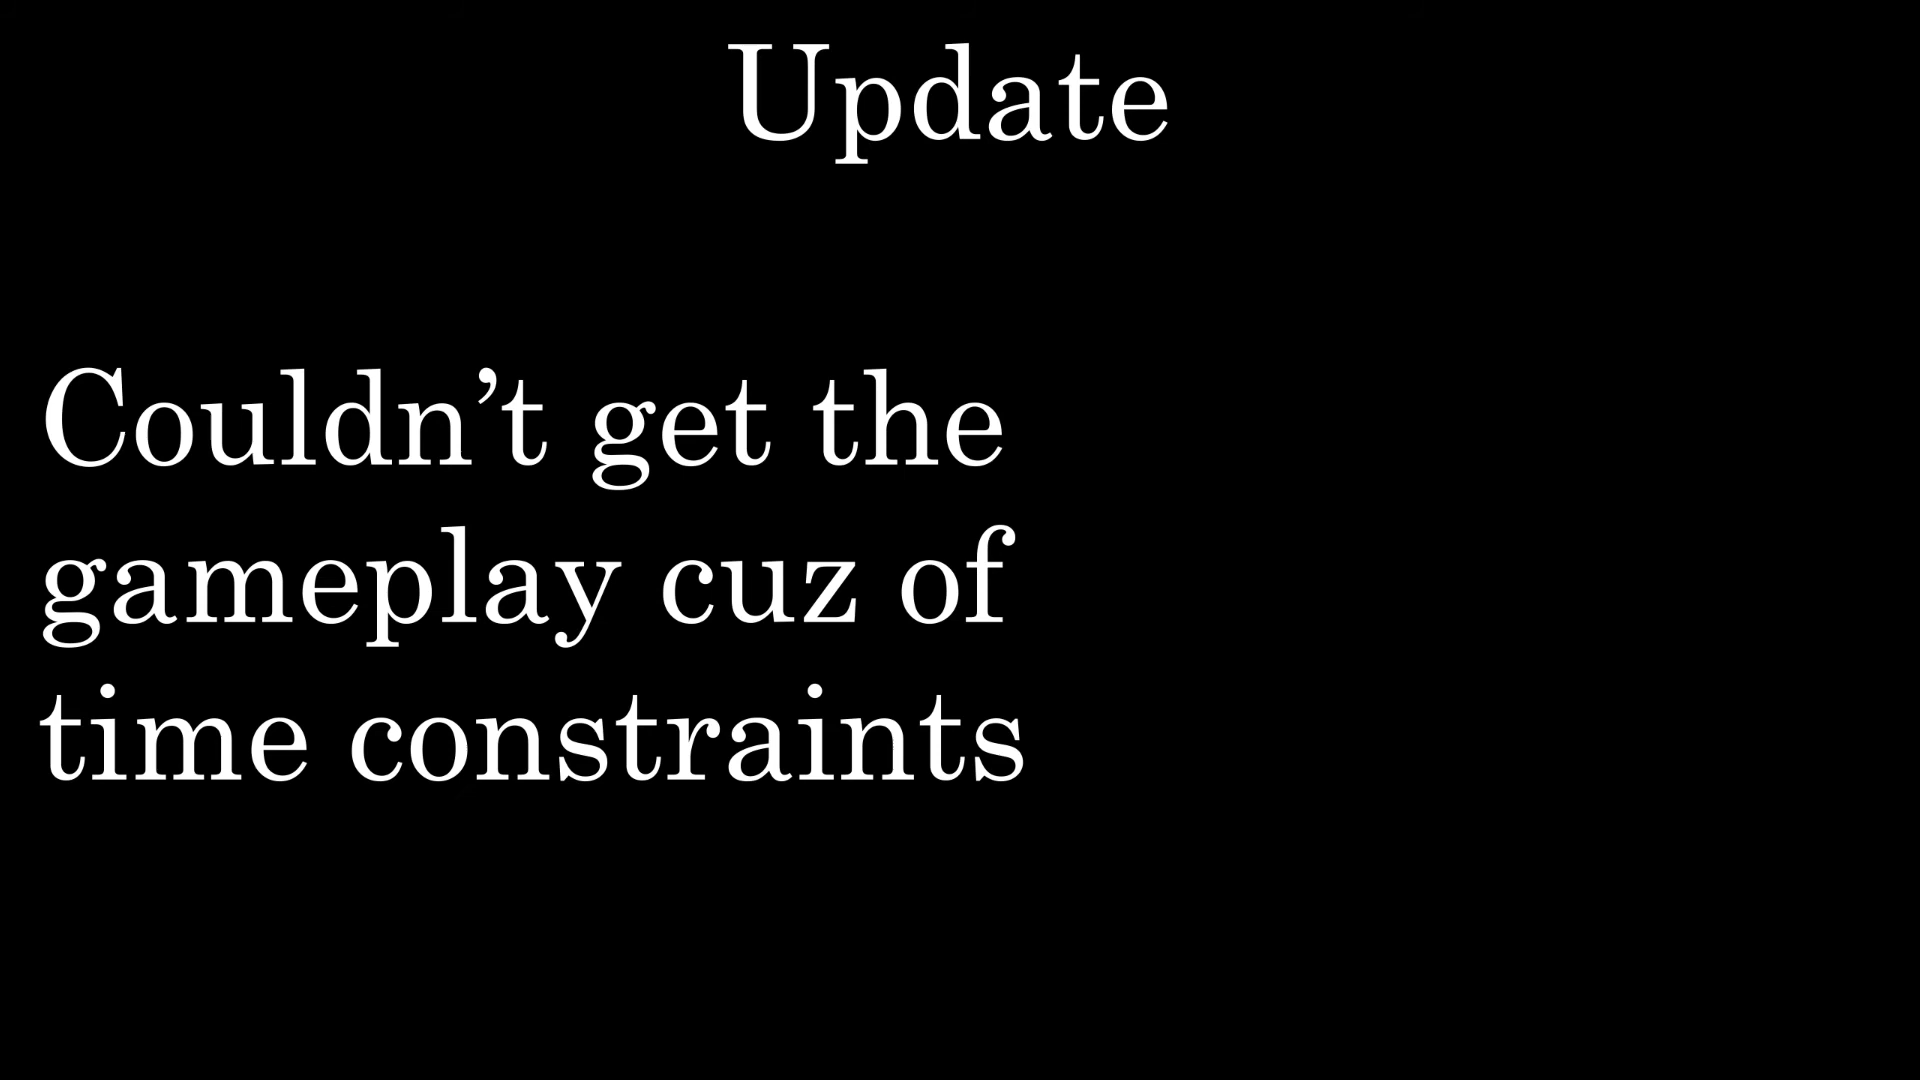 Update
Couldn’t get the
gameplay cuz of
time constraints